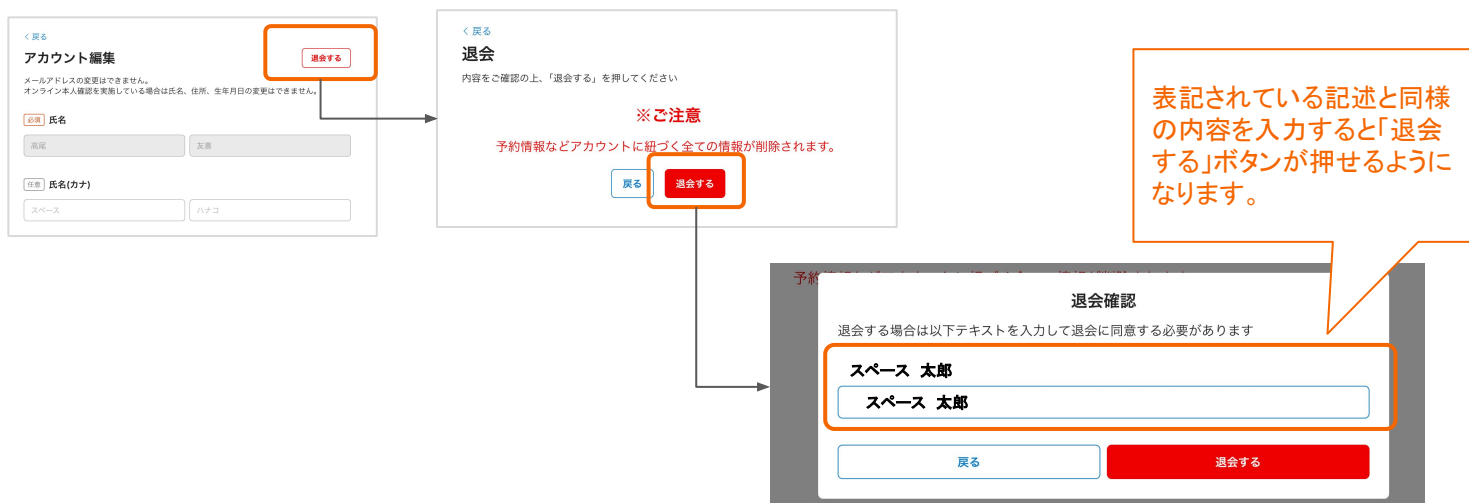 く 戻る
アカウント編集
退会する
メールアドレスの変更はできません。
オンライン本人確認を実施している場合は氏名、住所、生年月日の変更はできません。
必須 氏名
高尾 友喜
任意 氏名(カナ)
スペース ハナコ
く 戻る
退会
内容をご確認の上、「退会する」を押してください
※ご注意
予約情報などアカウントに紐づく全ての情報が削除されます。
戻る 退会する
表記されている記述と同様
の内容を入力すると「退会
する」ボタンが押せるように
なります。
退会確認
退会する場合は以下テキストを入力して退会に同意する必要があります
スペース 太郎
スペース 太郎
戻る 退会する